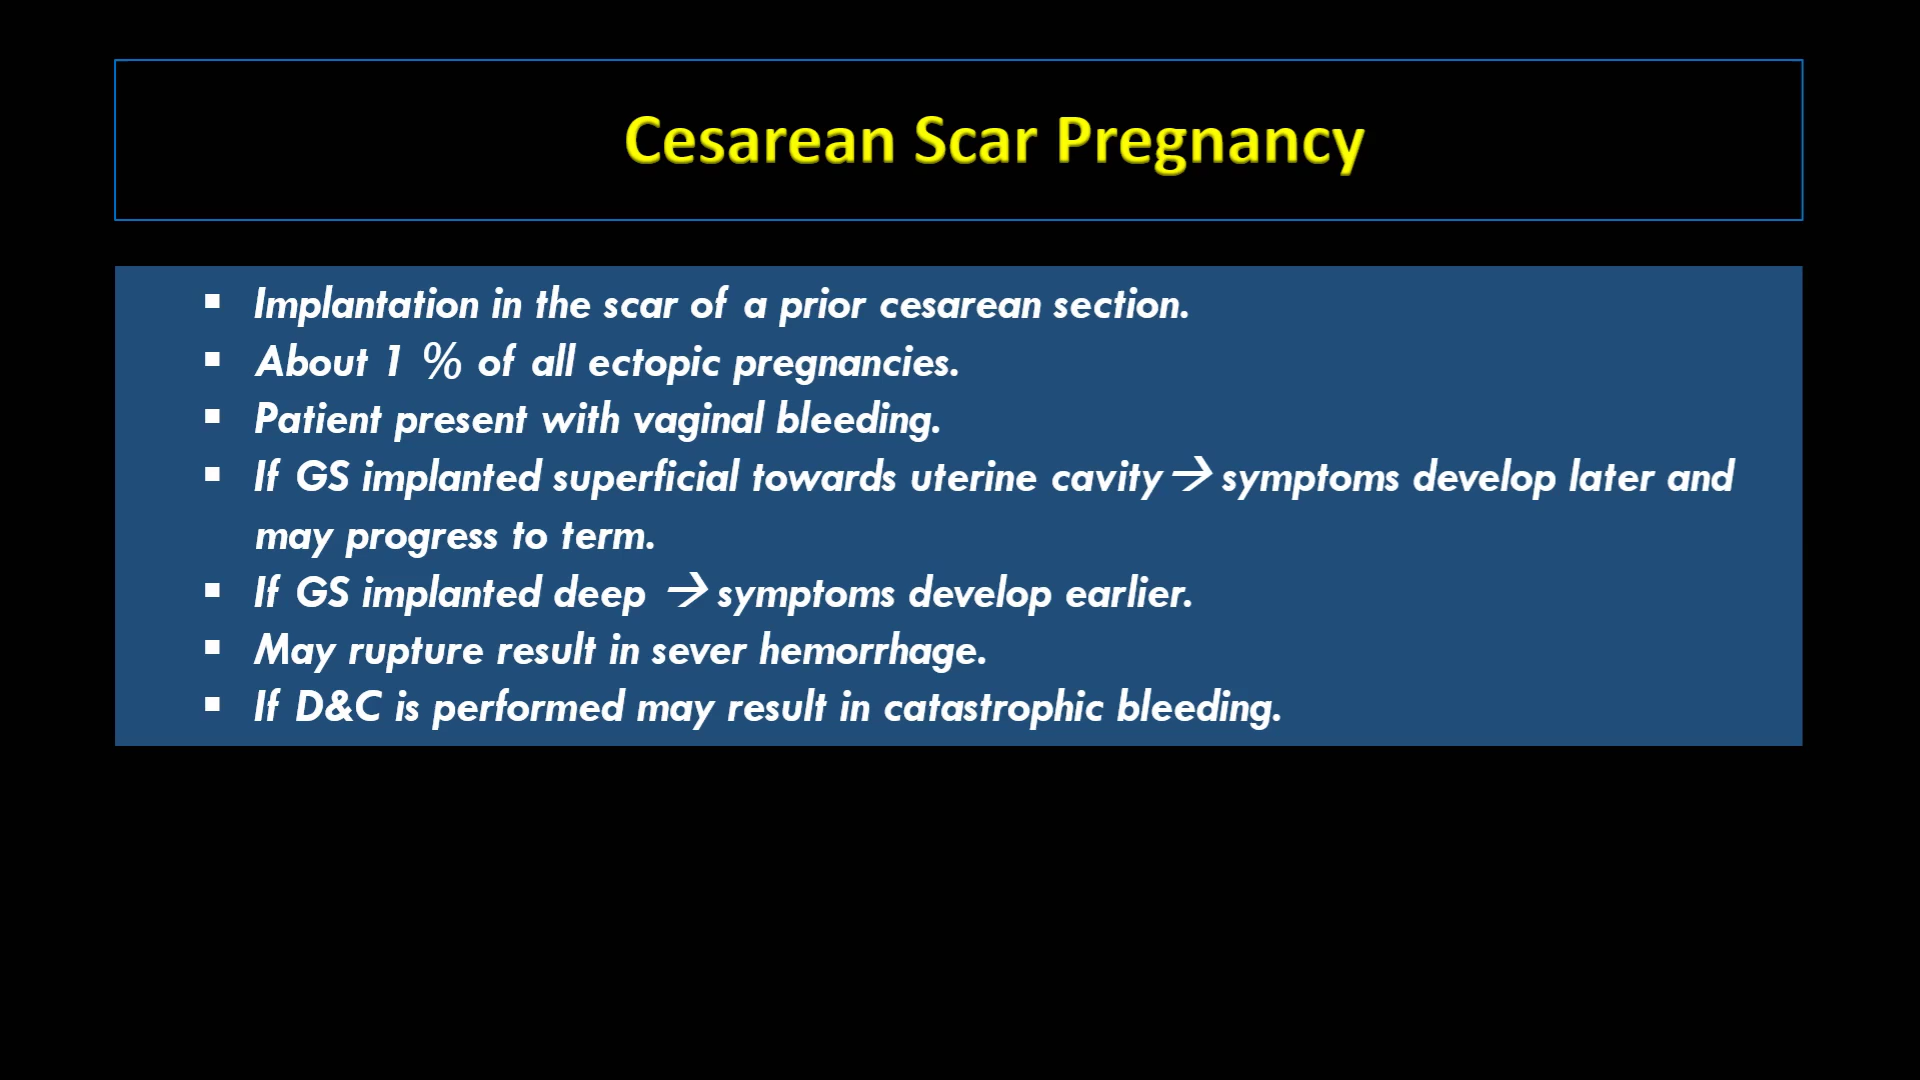 Cesarean Scar Pregnancy
▪ Implantation in the scar of a prior cesarean section.
▪ About 1 % of all ectopic pregnancies.
▪ Patient present with vaginal bleeding.
▪ If GS implanted superficial towards uterine cavity→ symptoms develop later and
may progress to term.
▪ If GS implanted deep → symptoms develop earlier.
▪ May rupture result in sever hemorrhage.
▪ If D&C is performed may result in catastrophic bleeding.